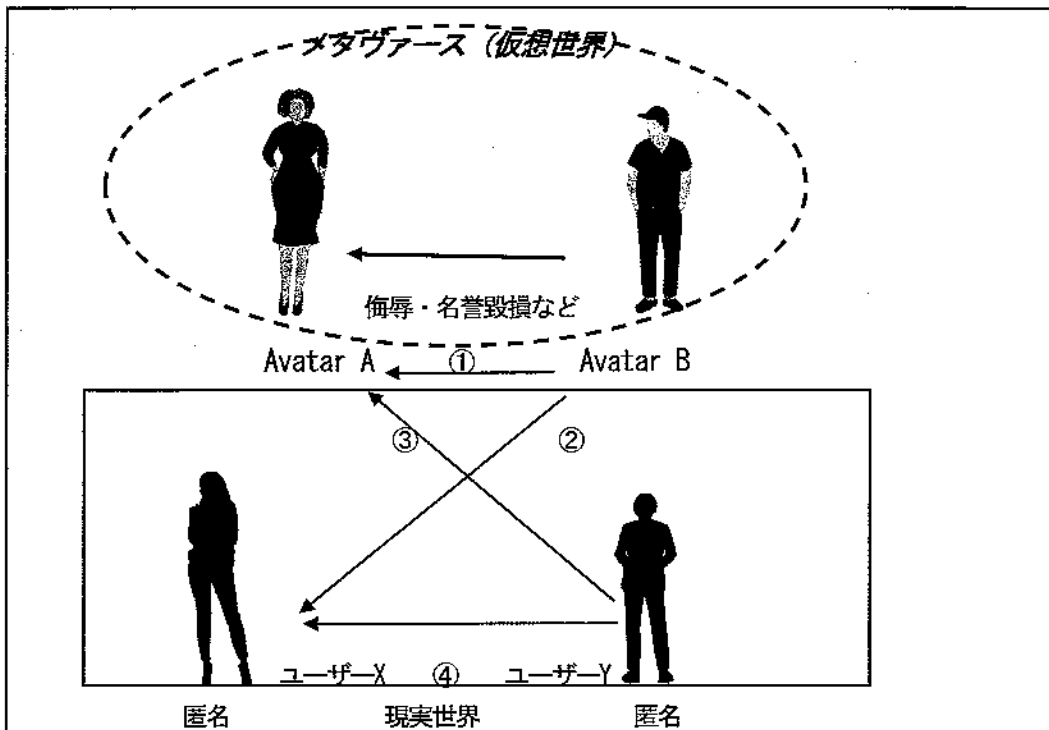 メタヴァース（仮想世界）
侮辱・名誉毀損など
Avatar A ① Avatar B
③ ②
ユーザーX ④ ユーザーY
匿名 現実世界 匿名